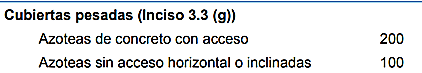 Cubiertas pesadas (Inciso 3.3 (g))
Azoteas de concreto con acceso 200
Azoteas sin acceso horizontal o inclinadas 100